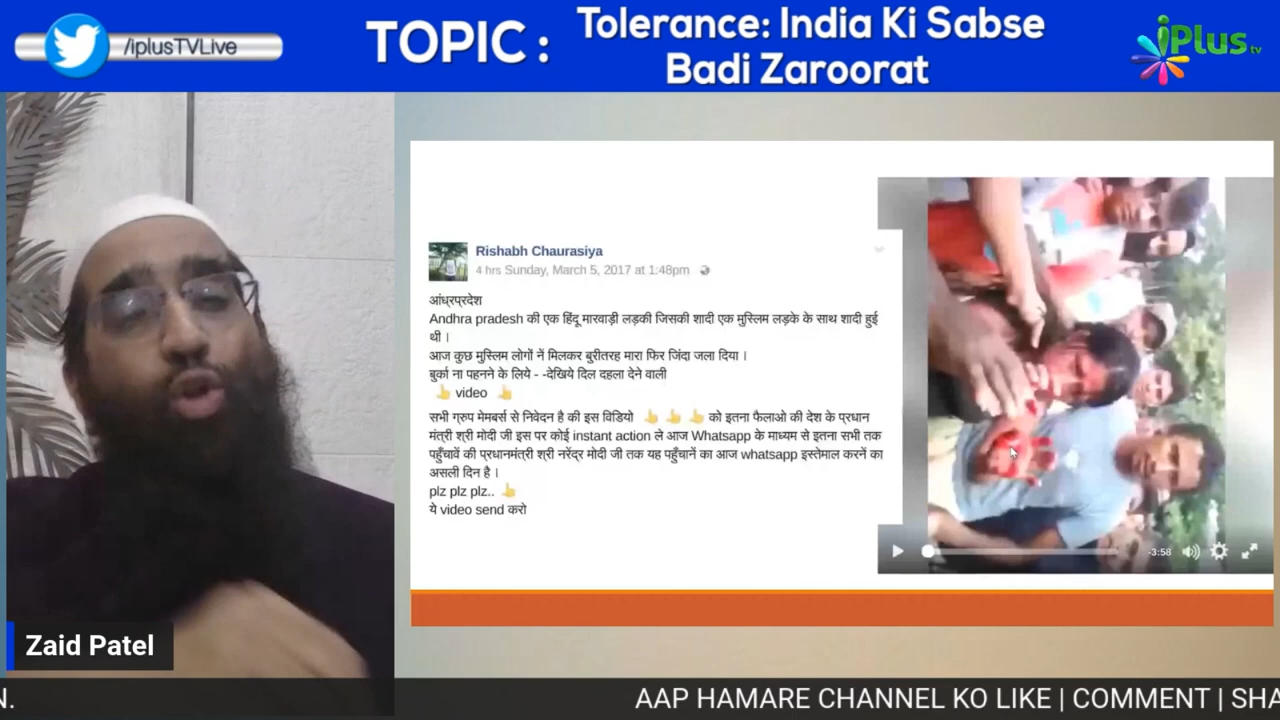 /iplusTVLive
TOPIC :
Tolerance: India Ki Sabse
Badi Zaroorat
iPlus tv
Rishabh Chaurasiya
4 hrs Sunday, March 5, 2017 at 1:48pm
आंध्रप्रदेश
Andhra pradesh की एक हिंदू मारवाड़ी लड़की जिसकी शादी एक मुस्लिम लड़के के साथ शादी हुई
थी ।
आज कुछ मुस्लिम लोगों नें मिलकर बुरीतरह मारा फिर जिंदा जला दिया ।
बुर्का ना पहनने के लिये - -देखिये दिल दहला देने वाली
👆 video 👆
सभी ग्रुप मेमबर्स से निवेदन है की इस विडियो 👆 👆 👆 को इतना फैलाओ की देश के प्रधान
मंत्री श्री मोदी जी इस पर कोई instant action ले आज Whatsapp के माध्यम से इतना सभी तक
पहुँचावें की प्रधानमंत्री श्री नरेंद्र मोदी जी तक यह पहुँचानें का आज whatsapp इस्तेमाल करनें का
असली दिन है ।
plz plz plz.. 👆
ये video send करो
-3:58
Zaid Patel
N.
AAP HAMARE CHANNEL KO LIKE | COMMENT | SHA